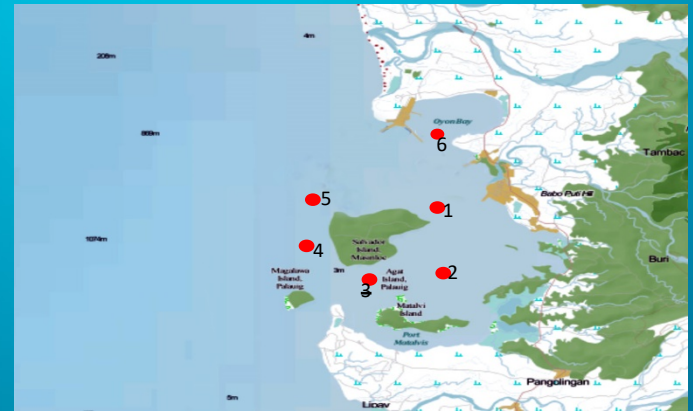 4m
208m
Oyon Bay
6
869m
Tambac
5
Babo Puti Hill
1
4
Salvador
Island
Masinloc
1074m
Buri
3m
2
Magalawa
Island,
Palauig
Agat
Island,
Palauig
3
Matalvi
Island
Port
Matalvis
Pangolingan
5m
Lipay